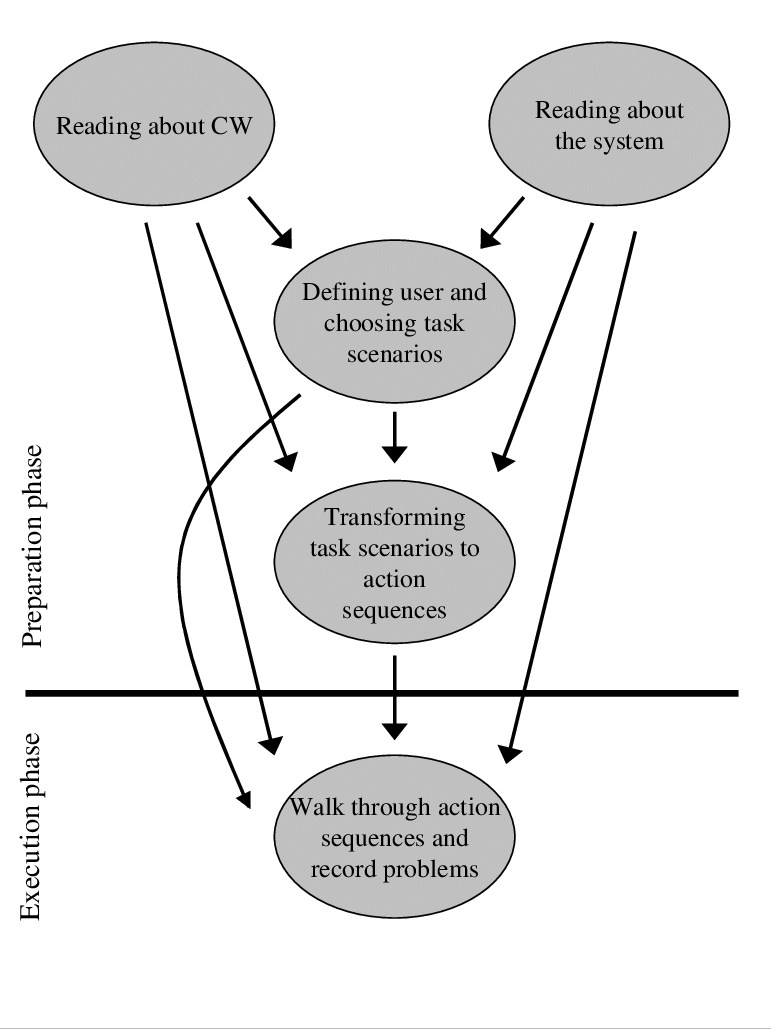 Reading about CW
Reading about
the system
Defining user and
choosing task
scenarios
Transforming
task scenarios to
action
sequences
Preparation phase
Walk through action
sequences and
record problems
Execution phase